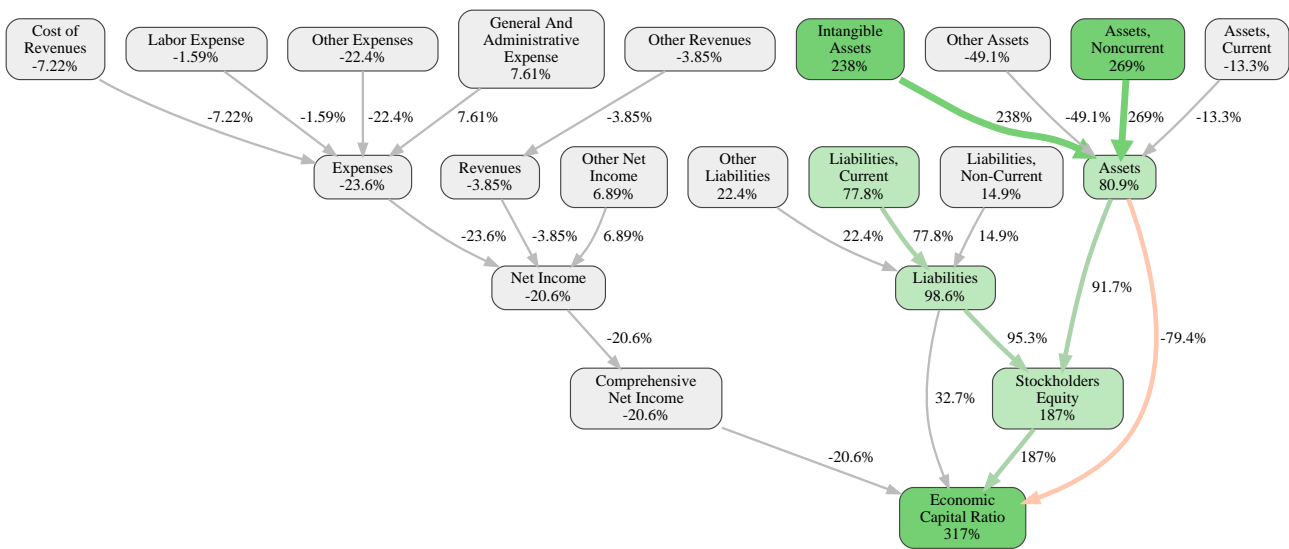 Cost of
Revenues
-7.22%
Labor Expense
-1.59%
Other Expenses
-22.4%
General And
Administrative
Expense
7.61%
Other Revenues
-3.85%
Intangible
Assets
238%
Other Assets
-49.1%
Assets,
Noncurrent
269%
Assets,
Current
-13.3%
-7.22%
-1.59%
-22.4%
7.61%
-3.85%
238%
-49.1%
269%
-13.3%
Expenses
-23.6%
Revenues
-3.85%
Other Net
Income
6.89%
Other
Liabilities
22.4%
Liabilities,
Current
77.8%
Liabilities,
Non-Current
14.9%
Assets
80.9%
-23.6%
-3.85%
6.89%
22.4%
77.8%
14.9%
Net Income
-20.6%
Liabilities
98.6%
91.7%
-20.6%
95.3%
-79.4%
Comprehensive
Net Income
-20.6%
32.7%
Stockholders
Equity
187%
-20.6%
187%
Economic
Capital Ratio
317%